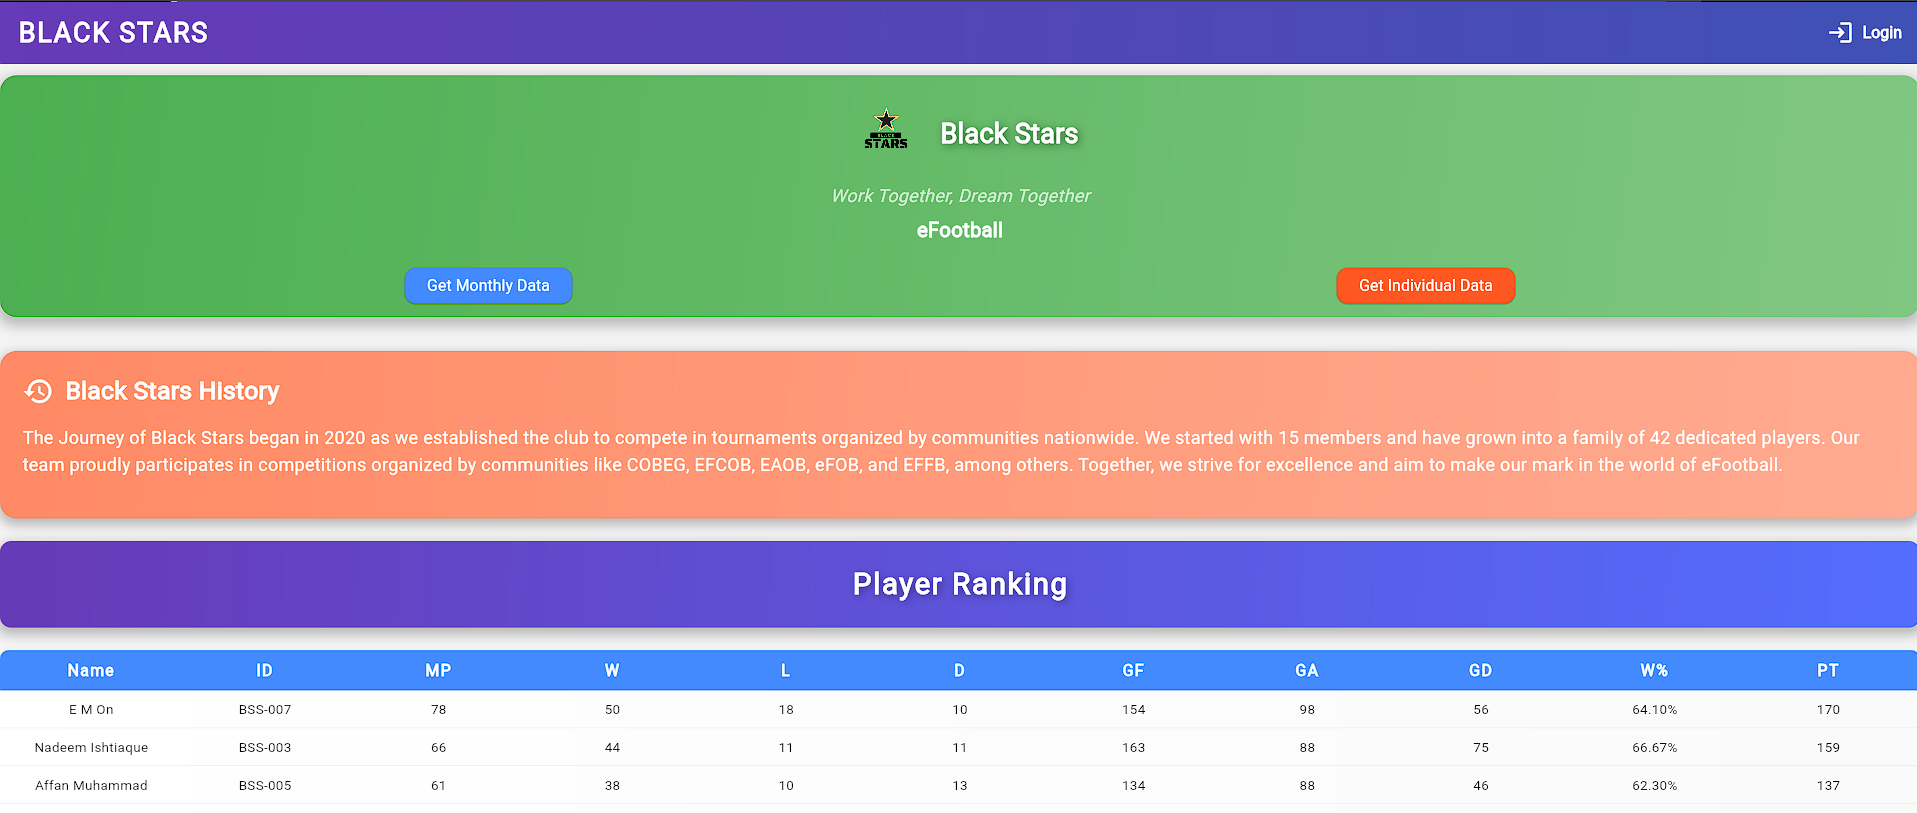 BLACK STARS
Login
BLACK
STARS
Black Stars
Work Together, Dream Together
eFootball
Get Monthly Data
Get Individual Data
Black Stars History
The Journey of Black Stars began in 2020 as we established the club to compete in tournaments organized by communities nationwide. We started with 15 members and have grown into a family of 42 dedicated players. Our
team proudly participates in competitions organized by communities like COBEG, EFCOB, EAOB, eFOB, and EFFB, among others. Together, we strive for excellence and aim to make our mark in the world of eFootball.
Player Ranking
Name ID MP W L D GF GA GD W% PT
E M On BSS-007 78 50 18 10 154 98 56 64.10% 170
Nadeem Ishtiaque BSS-003 66 44 11 11 163 88 75 66.67% 159
Affan Muhammad BSS-005 61 38 10 13 134 88 46 62.30% 137